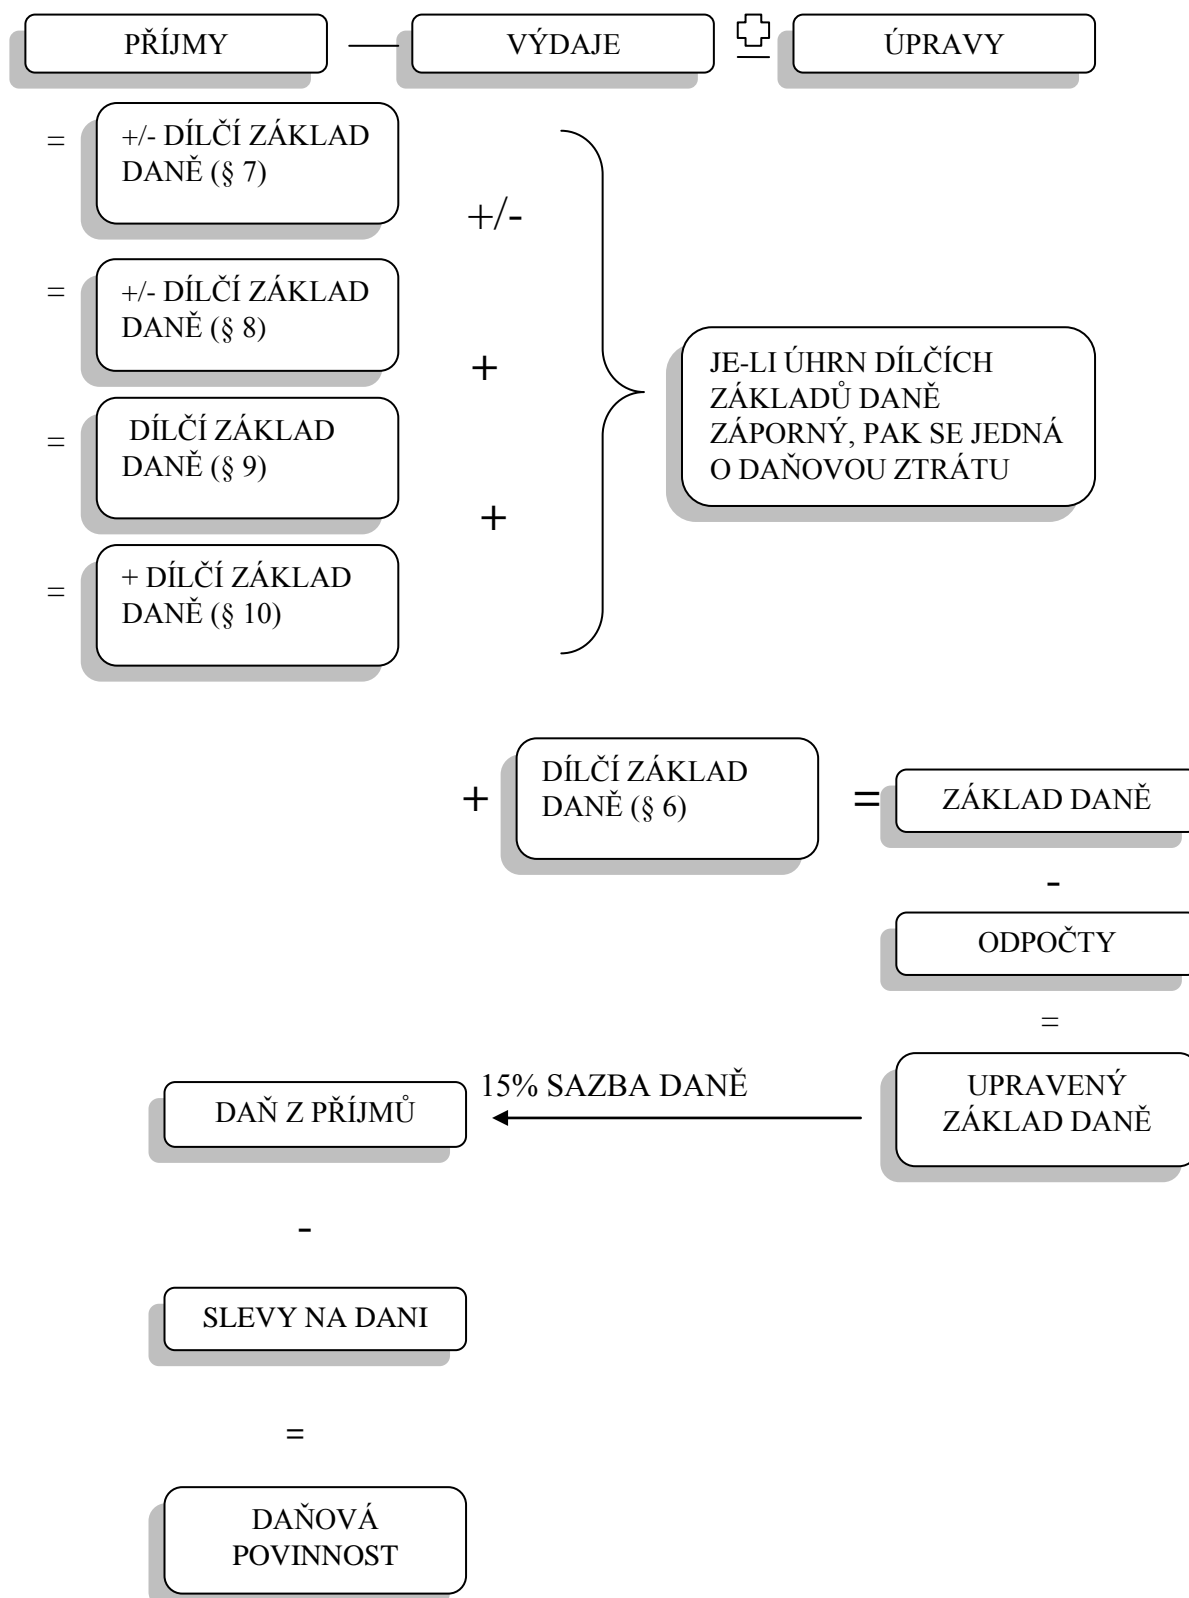 PŘÍJMY — VÝDAJE ± ÚPRAVY
= +/- DÍLČÍ ZÁKLAD
DANĚ (§ 7)
+/-
= +/- DÍLČÍ ZÁKLAD
DANĚ (§ 8)
+
= DÍLČÍ ZÁKLAD
DANĚ (§ 9)
+
= + DÍLČÍ ZÁKLAD
DANĚ (§ 10)
JE-LI ÚHRN DÍLČÍCH
ZÁKLADŮ DANĚ
ZÁPORNÝ, PAK SE JEDNÁ
O DAŇOVOU ZTRÁTU
+ DÍLČÍ ZÁKLAD
DANĚ (§ 6)
= ZÁKLAD DANĚ
-
ODPOČTY
=
UPRAVENÝ
ZÁKLAD DANĚ
15% SAZBA DANĚ
DAŇ Z PŘÍJMŮ
-
SLEVY NA DANI
=
DAŇOVÁ
POVINNOST